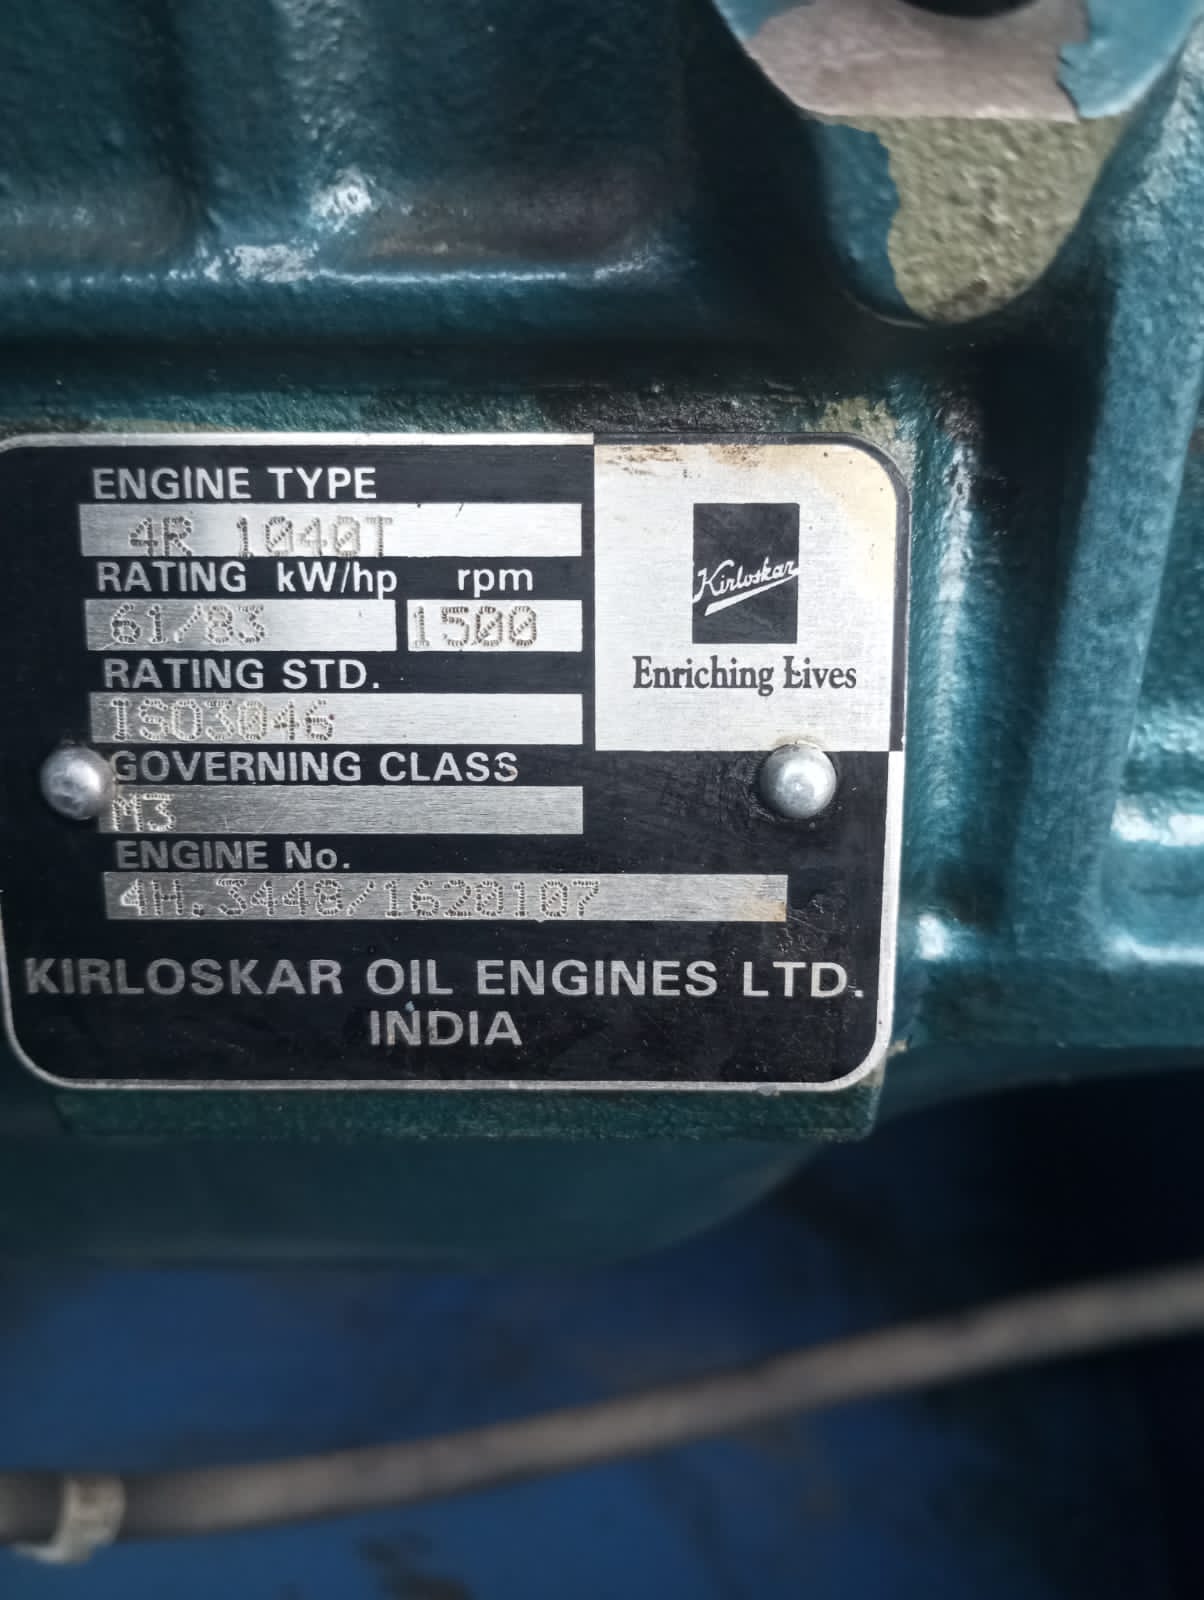 ENGINE TYPE
4R 1040T
RATING kW/hp rpm
61/83 1500
RATING STD.
ISO3046
GOVERNING CLASS
M3
ENGINE No.
4H.3448/1620107
Kirloskar
Enriching Lives
KIRLOSKAR OIL ENGINES LTD.
INDIA